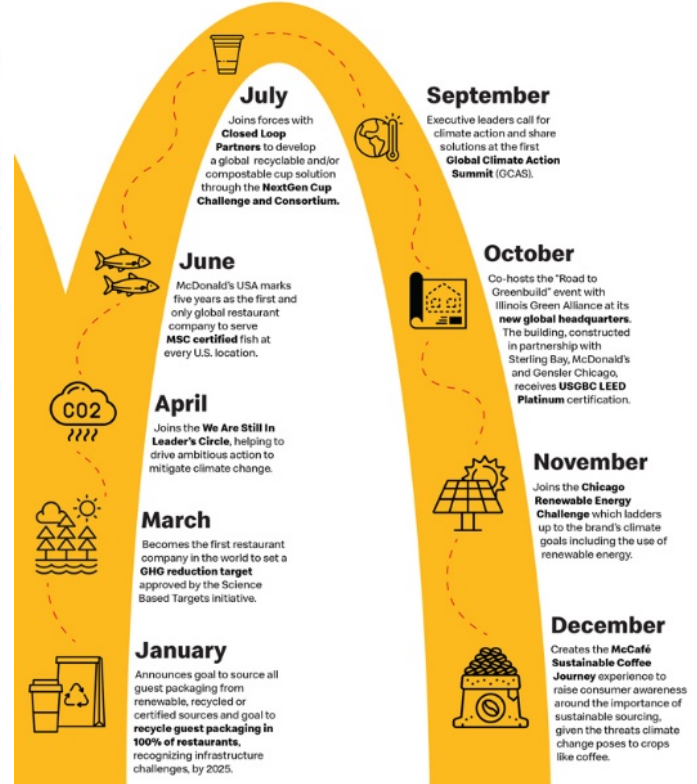 July
Joins forces with
Closed Loop
Partners to develop
a global recyclable and/or
compostable cup solution
through the NextGen Cup
Challenge and Consortium.
September
Executive leaders call for
climate action and share
solutions at the first
Global Climate Action
Summit (GCAS).
June
McDonald's USA marks
five years as the first and
only global restaurant
company to serve
MSC certified fish at
every U.S. location.
October
Co-hosts the "Road to
Greenbuild" event with
Illinois Green Alliance at its
new global headquarters.
The building, constructed
in partnership with
Sterling Bay, McDonald's
and Gensler Chicago,
receives USGBC LEED
Platinum certification.
CO2
April
Joins the We Are Still In
Leader's Circle, helping to
drive ambitious action to
mitigate climate change.
November
Joins the Chicago
Renewable Energy
Challenge which ladders
up to the brand's climate
goals including the use of
renewable energy.
March
Becomes the first restaurant
company in the world to set a
GHG reduction target
approved by the Science
Based Targets initiative.
December
Creates the McCafé
Sustainable Coffee
Journey experience to
raise consumer awareness
around the importance of
sustainable sourcing,
given the threats climate
change poses to crops
like coffee.
January
Announces goal to source all
guest packaging from
renewable, recycled or
certified sources and goal to
recycle guest packaging in
100% of restaurants,
recognizing infrastructure
challenges, by 2025.